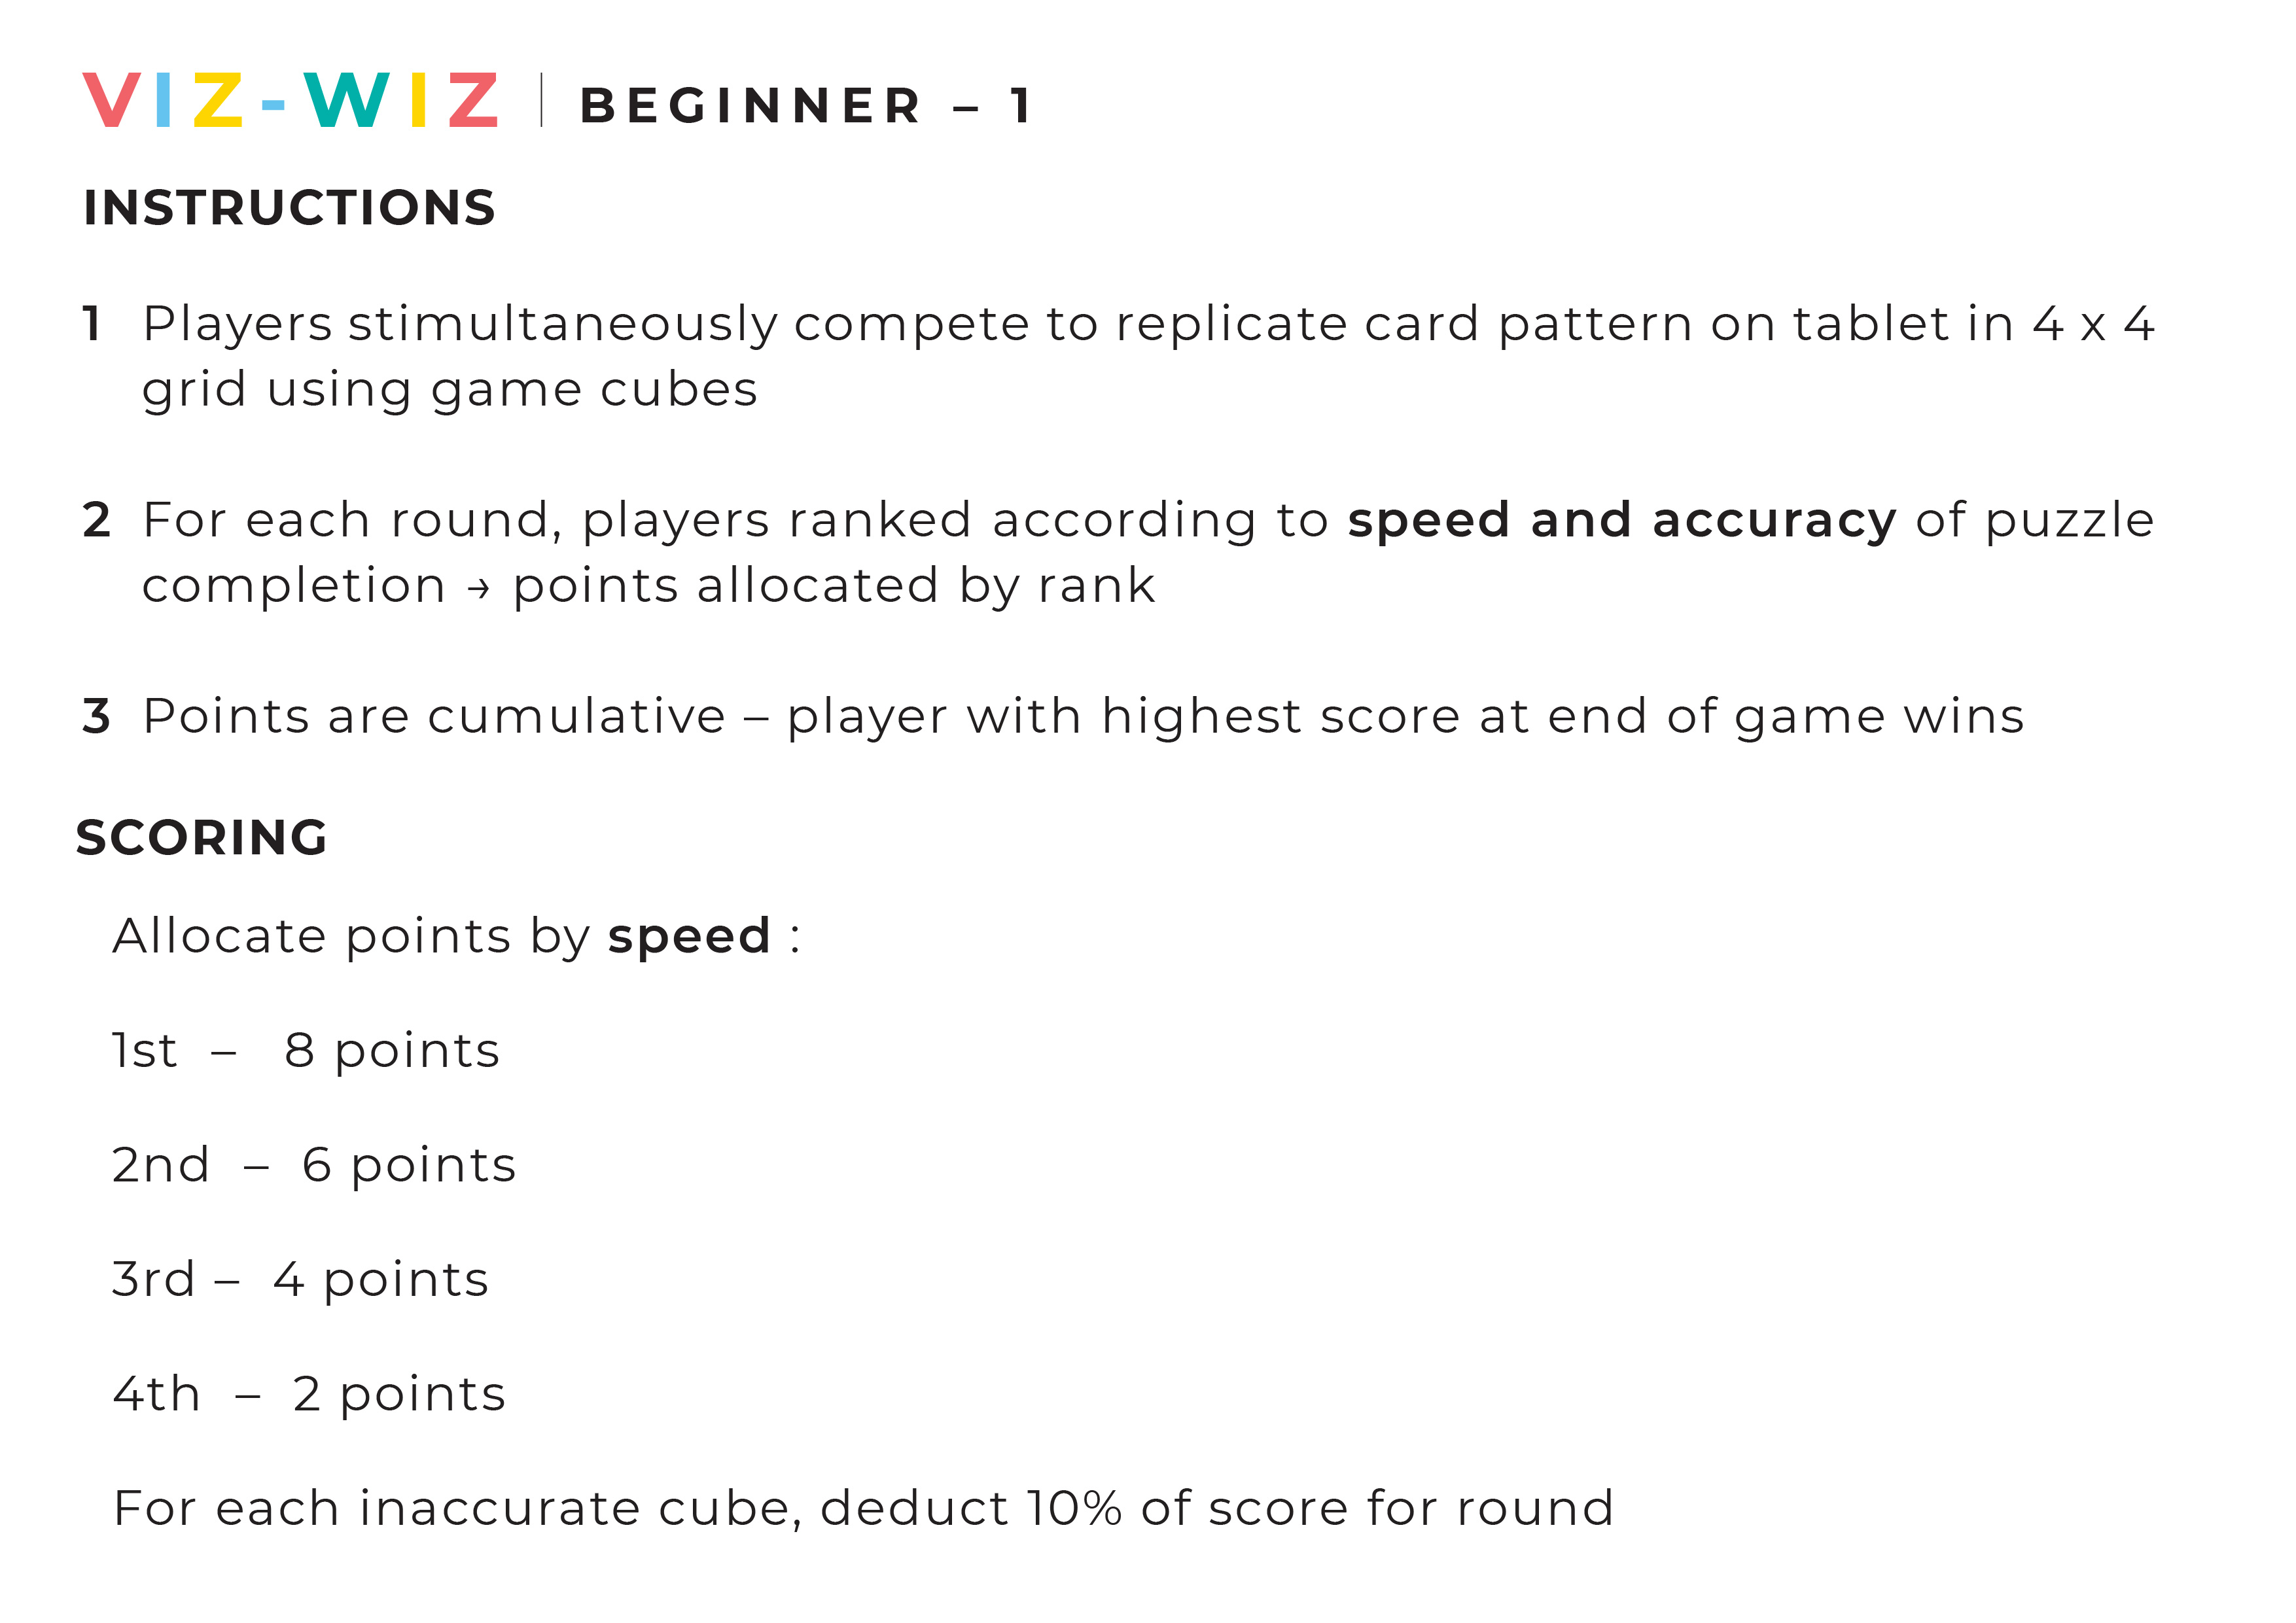 VIZ-WIZ | BEGINNER – 1
INSTRUCTIONS
1 Players stimultaneously compete to replicate card pattern on tablet in 4 x 4
grid using game cubes
2 For each round, players ranked according to speed and accuracy of puzzle
completion → points allocated by rank
3 Points are cumulative – player with highest score at end of game wins
SCORING
Allocate points by speed :
1st – 8 points
2nd – 6 points
3rd – 4 points
4th – 2 points
For each inaccurate cube, deduct 10% of score for round